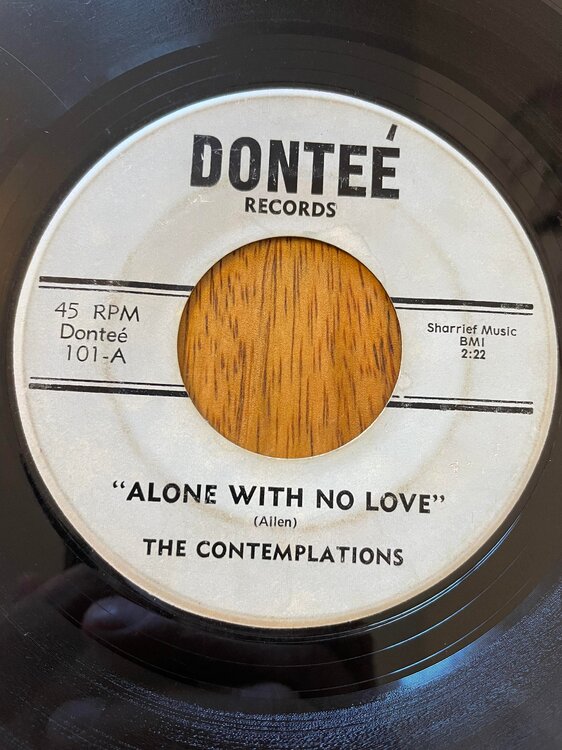 DONTEÉ
RECORDS
45 RPM
Donteé
101-A
Sharrief Music
BMI
2:22
"ALONE WITH NO LOVE"
(Allen)
THE CONTEMPLATIONS